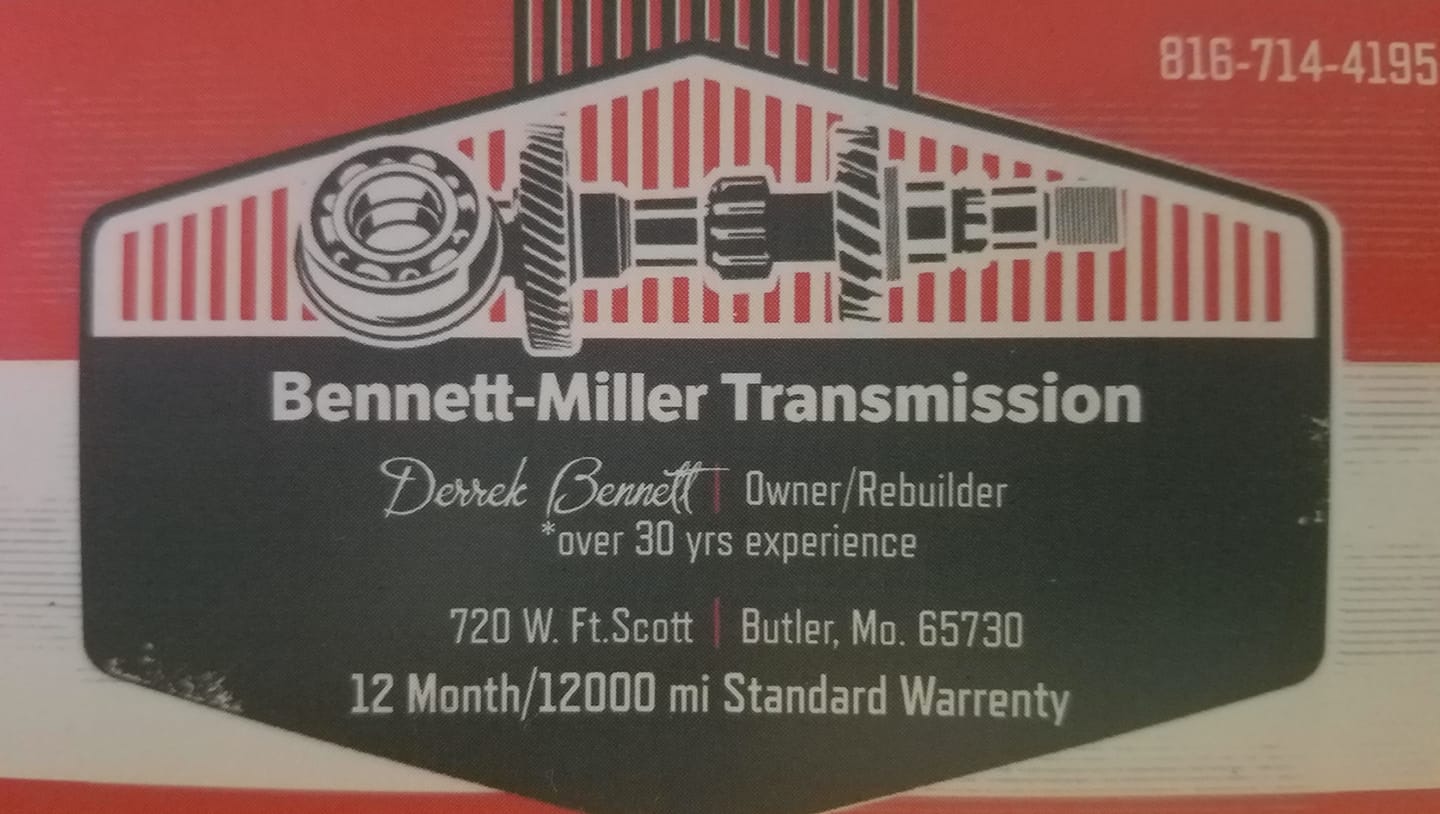 816-714-4195
Bennett-Miller Transmission
Derrek Bennett | Owner/Rebuilder
*over 30 yrs experience
720 W. Ft.Scott | Butler, Mo. 65730
12 Month/12000 mi Standard Warrenty